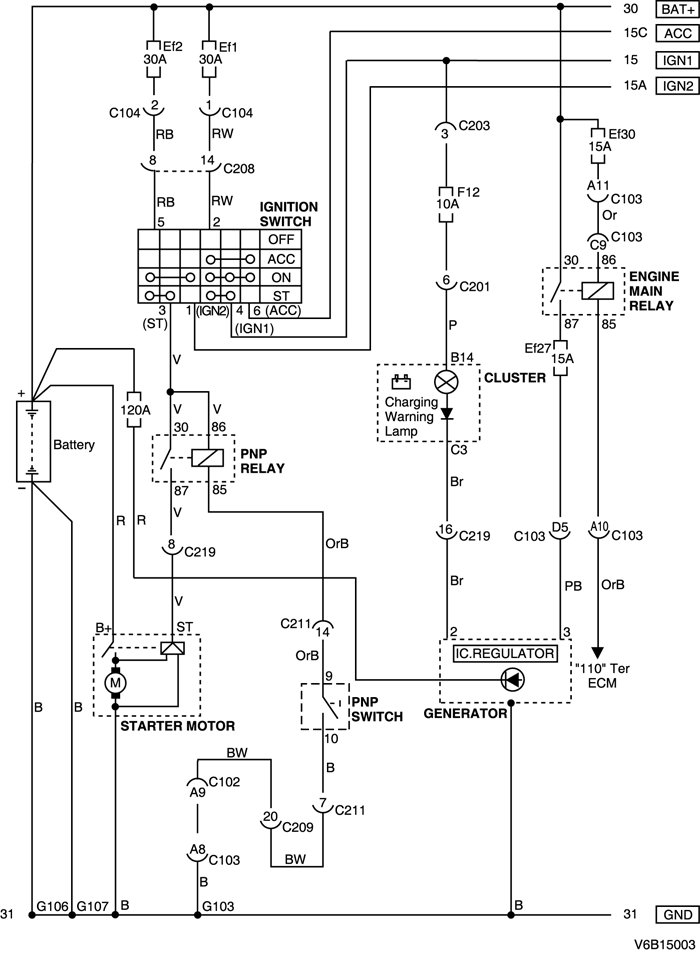 30 BAT+
15C ACC
15 IGN1
15A IGN2
Ef2
30A
Ef1
30A
2
C104
1
C104
RB
RW
8
14
C208
RB
RW
5
2
IGNITION
SWITCH
OFF
ACC
ON
ST
3
(ST)
1
(IGN2)
4
6
(ACC)
(IGN1)
C203
3
F12
10A
6
C201
P
B14
CLUSTER
Charging
Warning
Lamp
C3
Br
16
C219
Br
Ef30
15A
A11
C103
Or
C9
C103
30
86
ENGINE
MAIN
RELAY
87
85
Ef27
15A
D5
C103
A10
C103
PB
OrB
"110" Ter
ECM
V
V
V
30
86
PNP
RELAY
87
85
V
8
C219
V
+
120A
Battery
−
R
R
OrB
C211
14
OrB
9
PNP
SWITCH
10
B
7
C211
B+
ST
M
STARTER MOTOR
2
3
IC.REGULATOR
GENERATOR
B
B
BW
C102
A9
20
C209
BW
A8
C103
B
31
G106
G107
B
G103
B
31 GND
V6B15003